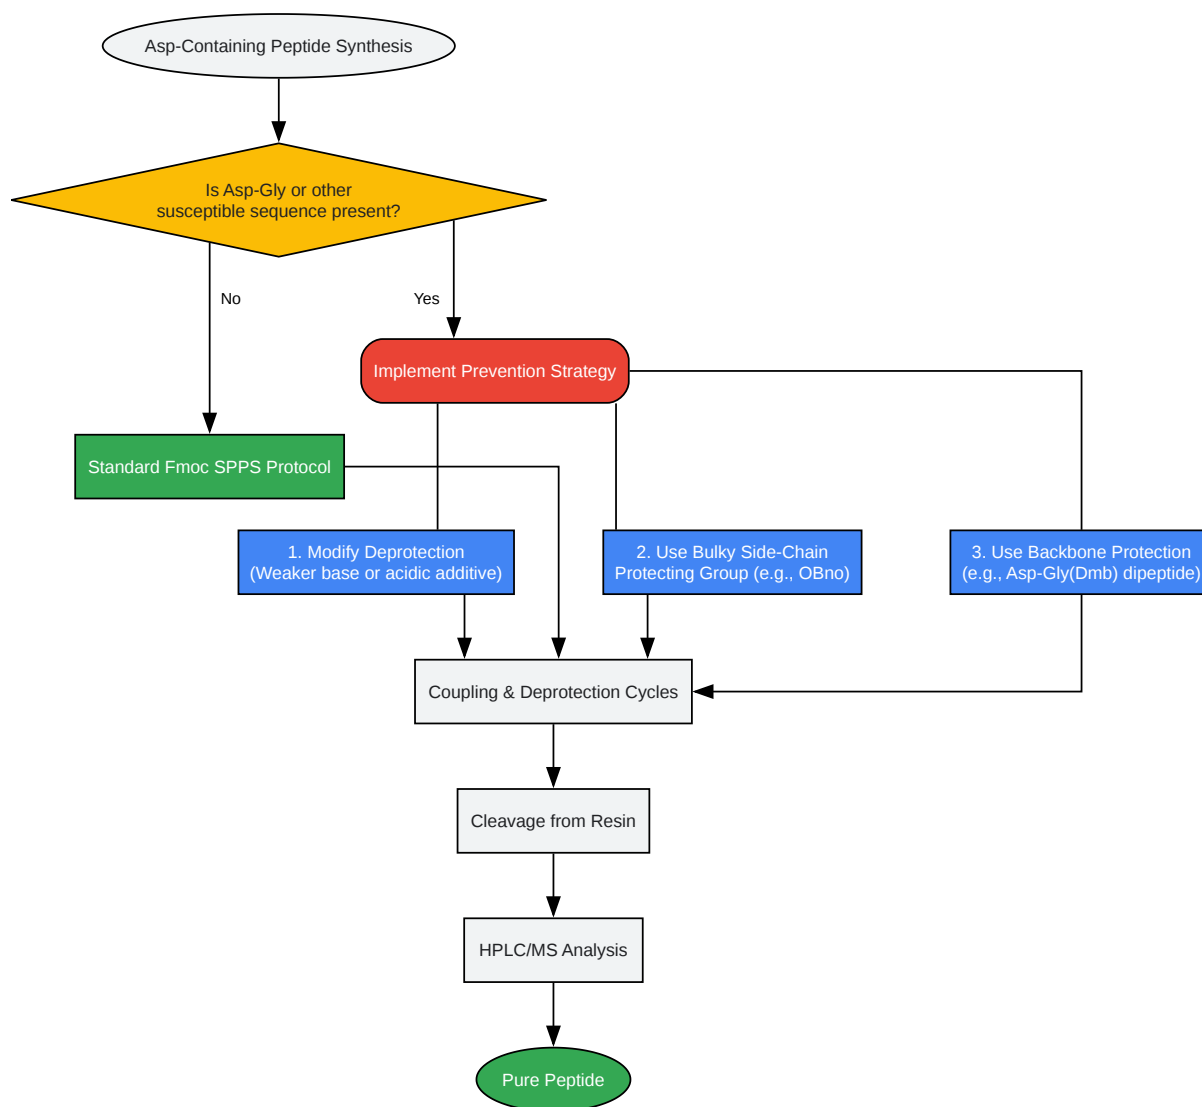 Asp-Containing Peptide Synthesis
Is Asp-Gly or other
susceptible sequence present?
No
Yes
Implement Prevention Strategy
Standard Fmoc SPPS Protocol
1. Modify Deprotection
(Weaker base or acidic additive)
2. Use Bulky Side-Chain
Protecting Group (e.g., OBno)
3. Use Backbone Protection
(e.g., Asp-Gly(Dmb) dipeptide)
Coupling & Deprotection Cycles
Cleavage from Resin
HPLC/MS Analysis
Pure Peptide